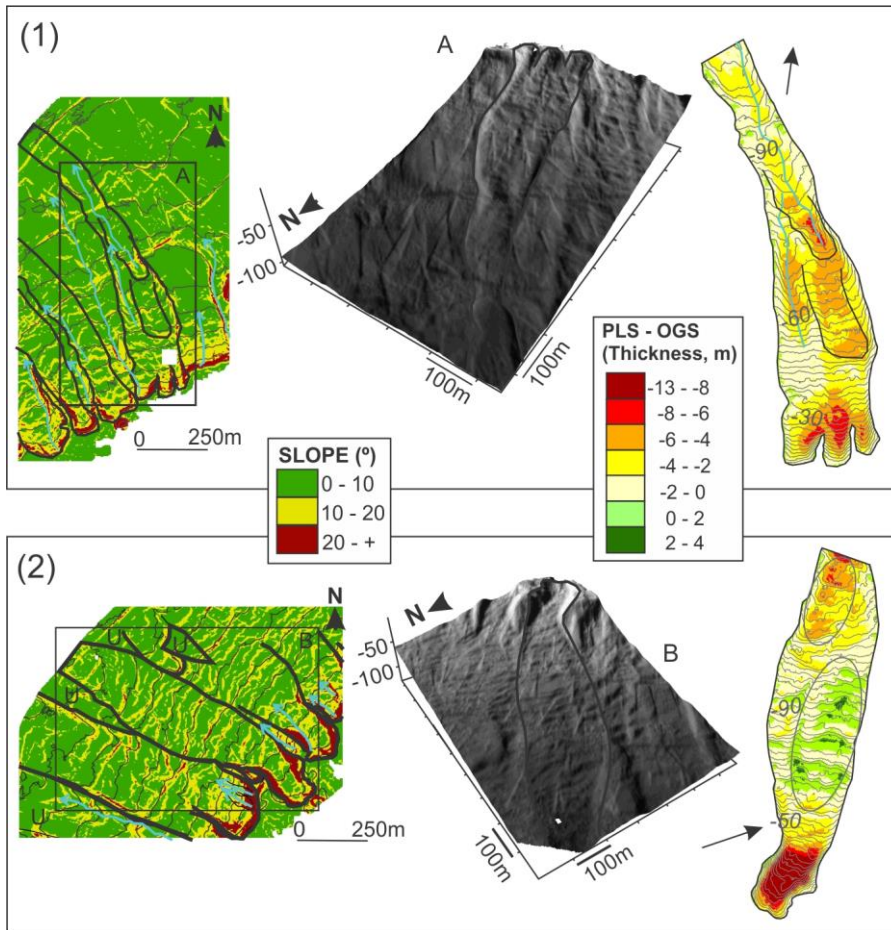 (1)
A
N
A
0 250m
N
-50
-100
100m
100m
-90
-60
-30
PLS - OGS
(Thickness, m)
-13 - -8
-8 - -6
-6 - -4
-4 - -2
-2 - 0
0 - 2
2 - 4
SLOPE (º)
0 - 10
10 - 20
20 - +
(2)
N
B
U
U
U
U
0 250m
N
-50
-100
B
100m
100m
-90
-50